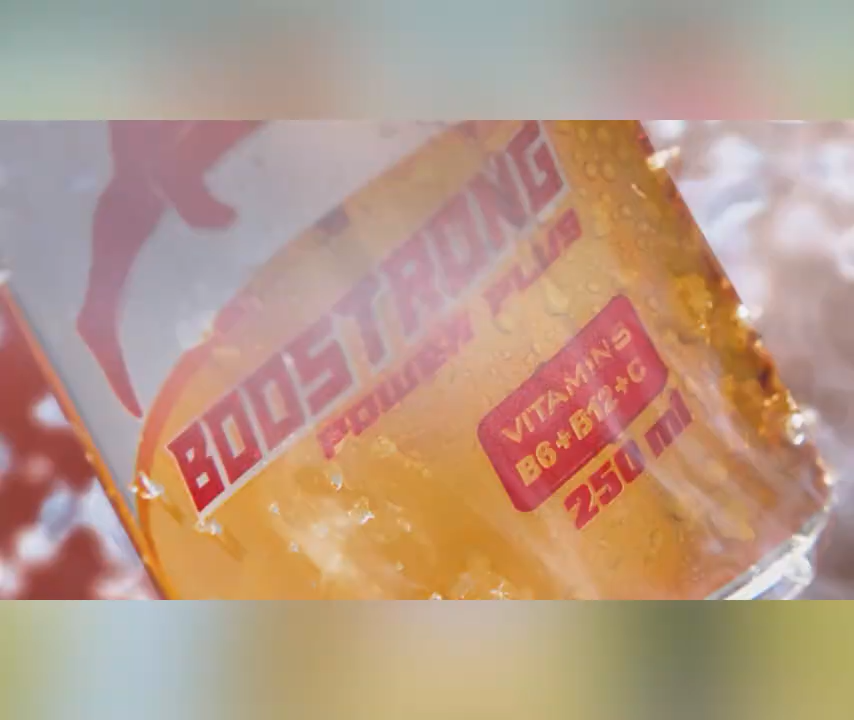 BOOSTRONG
POWER PLUS
VITAMINS
B6+B12+C
250 ml